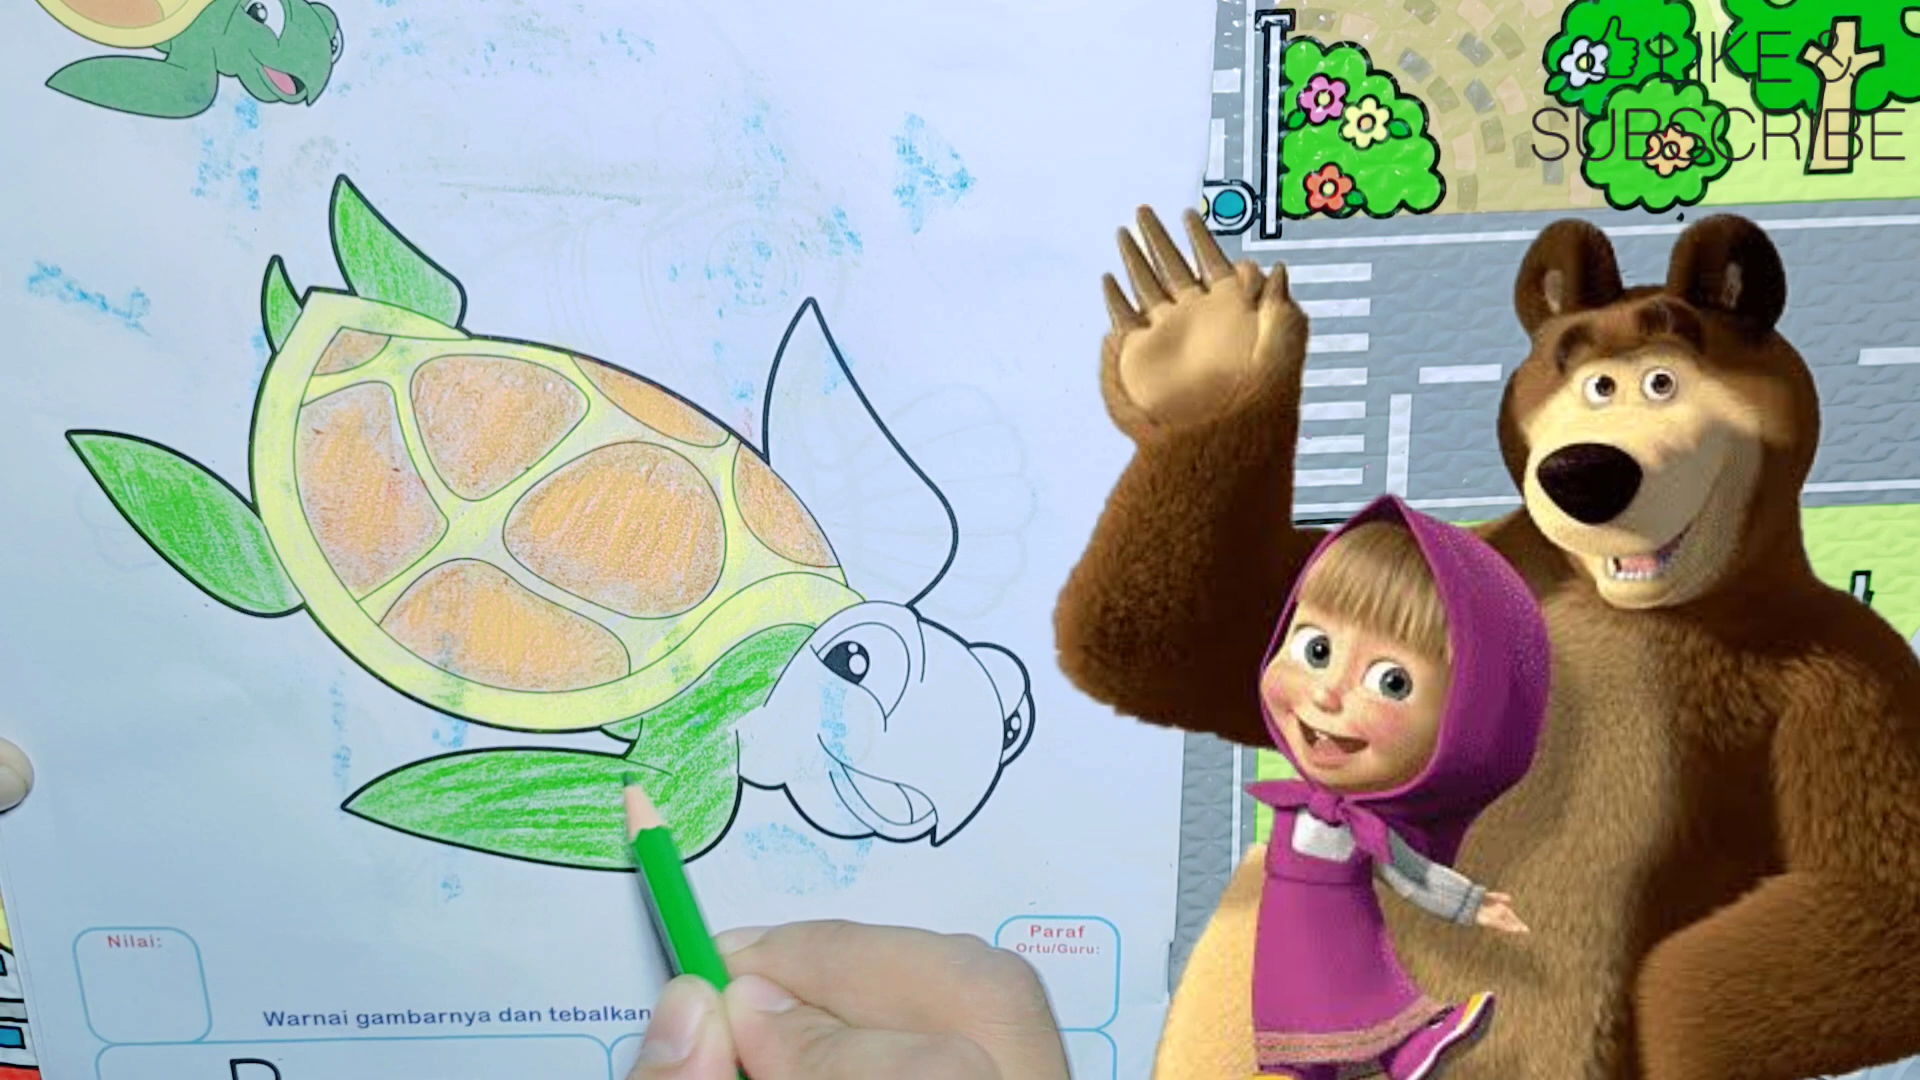 LIKE &
SUBSCRIBE
Nilai:
Paraf
Ortu/Guru:
Warnai gambarnya dan tebalkan